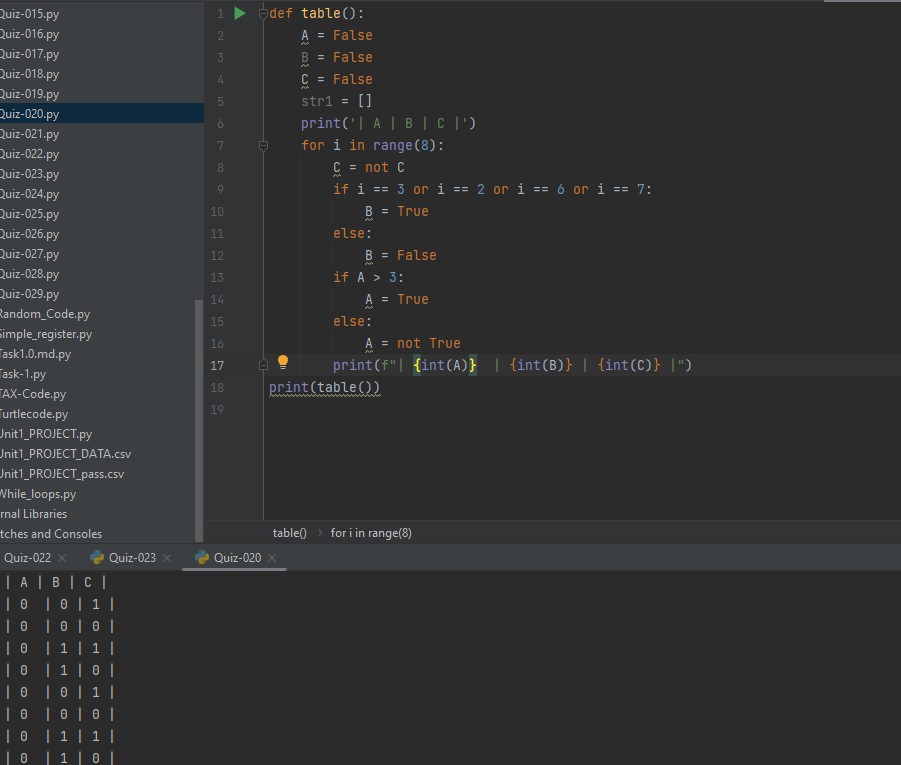 Quiz-015.py
Quiz-016.py
Quiz-017.py
Quiz-018.py
Quiz-019.py
Quiz-020.py
Quiz-021.py
Quiz-022.py
Quiz-023.py
Quiz-024.py
Quiz-025.py
Quiz-026.py
Quiz-027.py
Quiz-028.py
Quiz-029.py
Random_Code.py
Simple_register.py
Task1.0.md.py
Task-1.py
TAX-Code.py
Turtlecode.py
Unit1_PROJECT.py
Unit1_PROJECT_DATA.csv
Unit1_PROJECT_pass.csv
While_loops.py
rnal Libraries
tches and Consoles
1 def table():
2 A = False
3 B = False
4 C = False
5 str1 = []
6 print('| A | B | C |')
7 for i in range(8):
8 C = not C
9 if i == 3 or i == 2 or i == 6 or i == 7:
10 B = True
11 else:
12 B = False
13 if A > 3:
14 A = True
15 else:
16 A = not True
17 print(f"| {int(A)}  | {int(B)} | {int(C)} |")
18 print(table())
19
table() › for i in range(8)
Quiz-022 × Quiz-023 × Quiz-020 ×
| A | B | C |
| 0  | 0 | 1 |
| 0  | 0 | 0 |
| 0  | 1 | 1 |
| 0  | 1 | 0 |
| 0  | 0 | 1 |
| 0  | 0 | 0 |
| 0  | 1 | 1 |
| 0  | 1 | 0 |